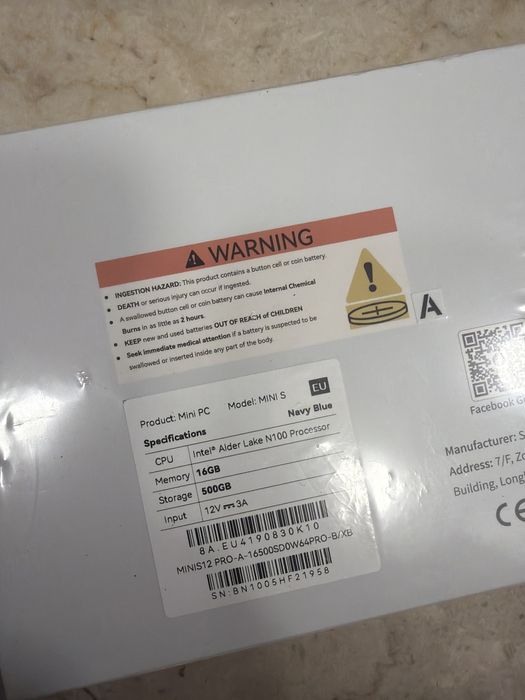 WARNING
• INGESTION HAZARD: This product contains a button cell or coin battery.
• DEATH or serious injury can occur if ingested.
• A swallowed button cell or coin battery can cause Internal Chemical
Burns in as little as 2 hours.
• KEEP new and used batteries OUT OF REACH of CHILDREN
• Seek immediate medical attention if a battery is suspected to be
swallowed or inserted inside any part of the body.
A
Product: Mini PC Model: MINI S EU
Specifications Navy Blue
CPU Intel® Alder Lake N100 Processor
Memory 16GB
Storage 500GB
Input 12V⎓3A
8A.EU4190830K10
MINIS12 PRO-A-16500SD0W64PRO-B/XB
SN:BN1005HF21958
Facebook
Manufacturer:
Address: 7/F,
Building,
CE